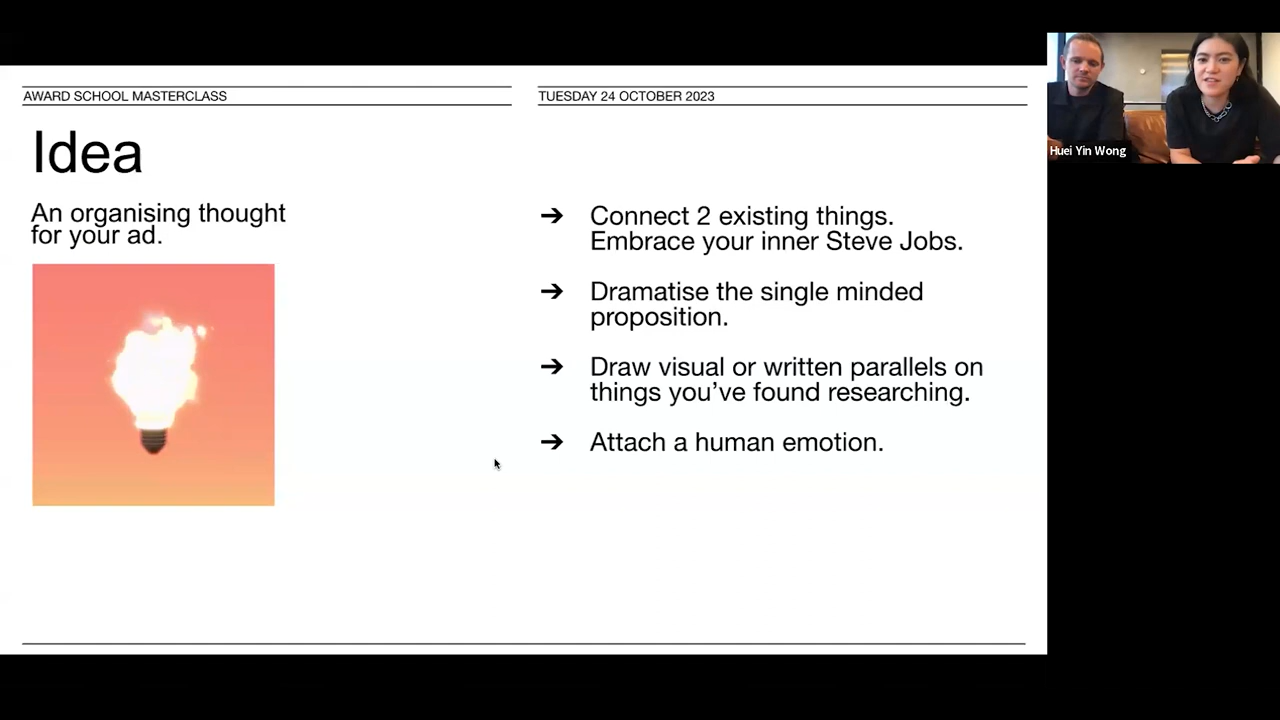 AWARD SCHOOL MASTERCLASS
TUESDAY 24 OCTOBER 2023
Idea
An organising thought
for your ad.
➔ Connect 2 existing things.
Embrace your inner Steve Jobs.
➔ Dramatise the single minded
proposition.
➔ Draw visual or written parallels on
things you’ve found researching.
➔ Attach a human emotion.
Huei Yin Wong